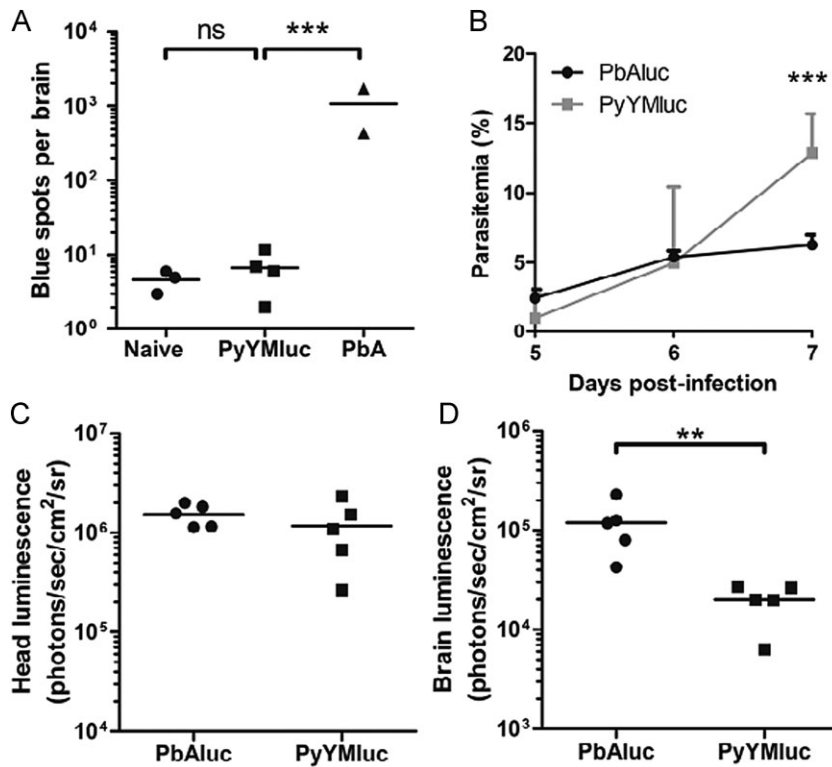 A
ns
***
Blue spots per brain
10⁴
10³
10²
10¹
10⁰
Naive
PyYMluc
PbA
B
PbAluc
PyYMluc
***
Parasitemia (%)
20
15
10
5
0
5
6
7
Days post-infection
C
Head luminescence
(photons/sec/cm²/sr)
10⁷
10⁶
10⁵
10⁴
PbAluc
PyYMluc
D
**
Brain luminescence
(photons/sec/cm²/sr)
10⁶
10⁵
10⁴
10³
PbAluc
PyYMluc